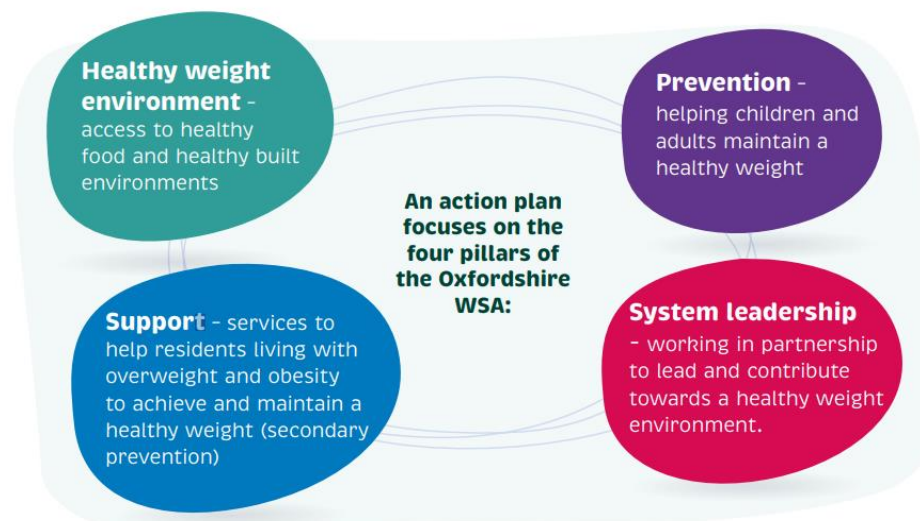 Healthy weight
environment -
access to healthy
food and healthy built
environments
Prevention -
helping children and
adults maintain a
healthy weight
An action plan
focuses on the
four pillars of
the Oxfordshire
WSA:
Support - services to
help residents living with
overweight and obesity
to achieve and maintain a
healthy weight (secondary
prevention)
System leadership
- working in partnership
to lead and contribute
towards a healthy weight
environment.